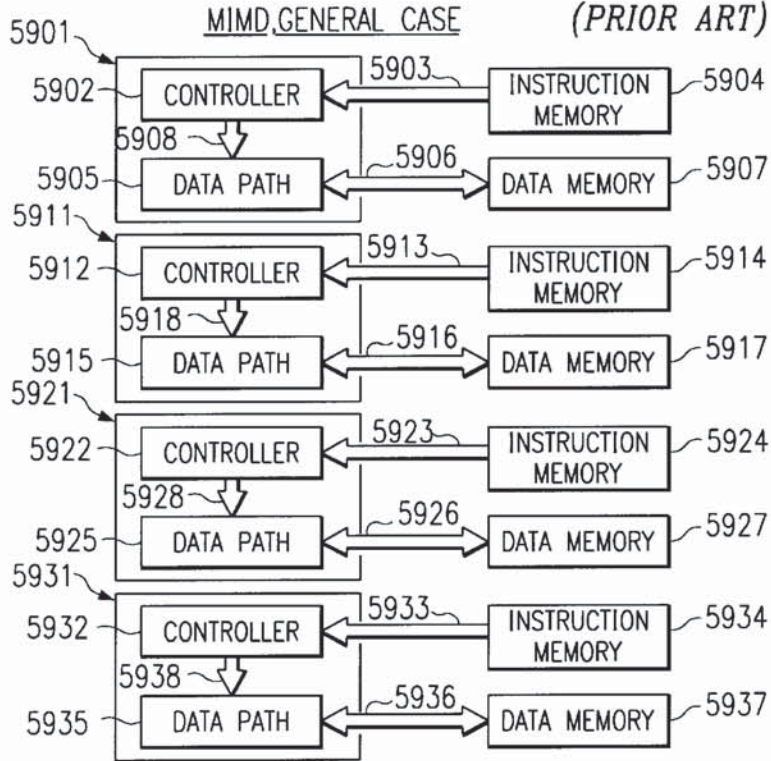 MIMD, GENERAL CASE (PRIOR ART)
5901
5902 CONTROLLER 5903 INSTRUCTION MEMORY 5904
5908
5905 DATA PATH 5906 DATA MEMORY 5907
5911
5912 CONTROLLER 5913 INSTRUCTION MEMORY 5914
5918
5915 DATA PATH 5916 DATA MEMORY 5917
5921
5922 CONTROLLER 5923 INSTRUCTION MEMORY 5924
5928
5925 DATA PATH 5926 DATA MEMORY 5927
5931
5932 CONTROLLER 5933 INSTRUCTION MEMORY 5934
5938
5935 DATA PATH 5936 DATA MEMORY 5937